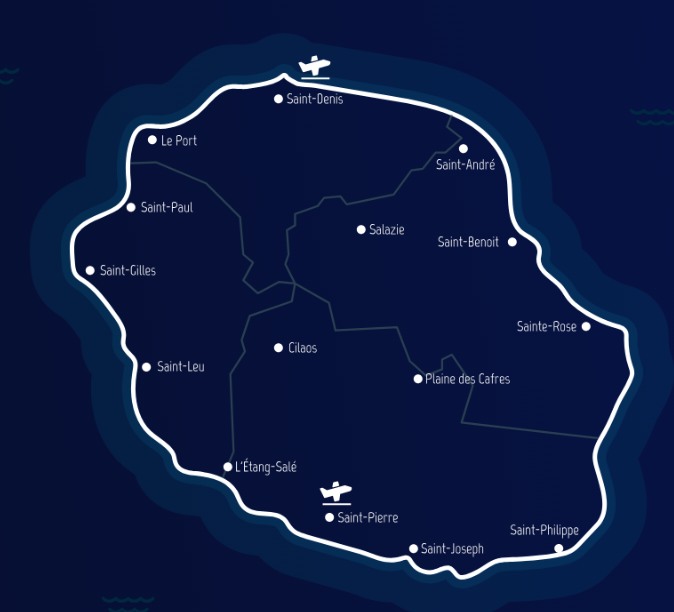 Saint-Denis
Le Port
Saint-André
Saint-Paul
Salazie
Saint-Benoit
Saint-Gilles
Sainte-Rose
Cilaos
Saint-Leu
Plaine des Cafres
L'Étang-Salé
Saint-Pierre
Saint-Philippe
Saint-Joseph